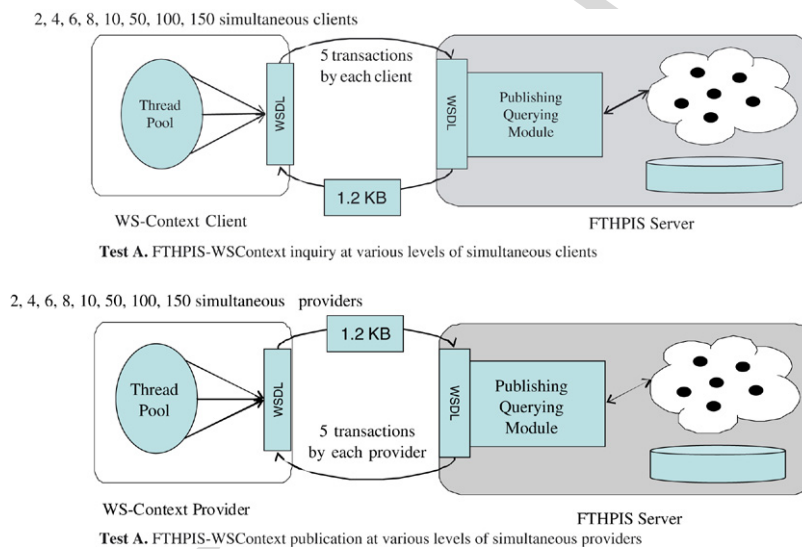 2, 4, 6, 8, 10, 50, 100, 150 simultaneous clients
5 transactions
by each client
Thread
Pool
WSDL
WSDL
Publishing
Querying
Module
1.2 KB
WS-Context Client
FTHPIS Server
Test A. FTHPIS-WSContext inquiry at various levels of simultaneous clients
2, 4, 6, 8, 10, 50, 100, 150 simultaneous providers
1.2 KB
Thread
Pool
WSDL
WSDL
Publishing
Querying
Module
5 transactions
by each provider
WS-Context Provider
FTHPIS Server
Test A. FTHPIS-WSContext publication at various levels of simultaneous providers